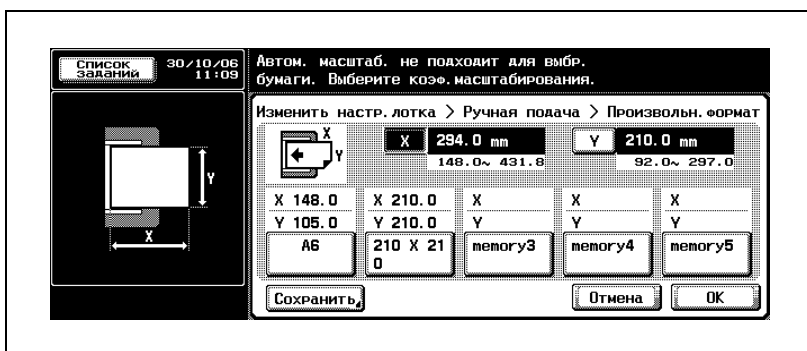 Список заданий
30/10/06
11:09
Автом. масштаб. не подходит для выбр.
бумаги. Выберите коэф.масштабирования.
Изменить настр.лотка > Ручная подача > Произвольн.формат
X
Y
X 294.0 mm
148.0~ 431.8
Y 210.0 mm
92.0~ 297.0
Y
X
X 148.0 X 210.0 X X X
Y 105.0 Y 210.0 Y Y Y
A6 210 X 21 memory3 memory4 memory5
0
Сохранить Отмена OK